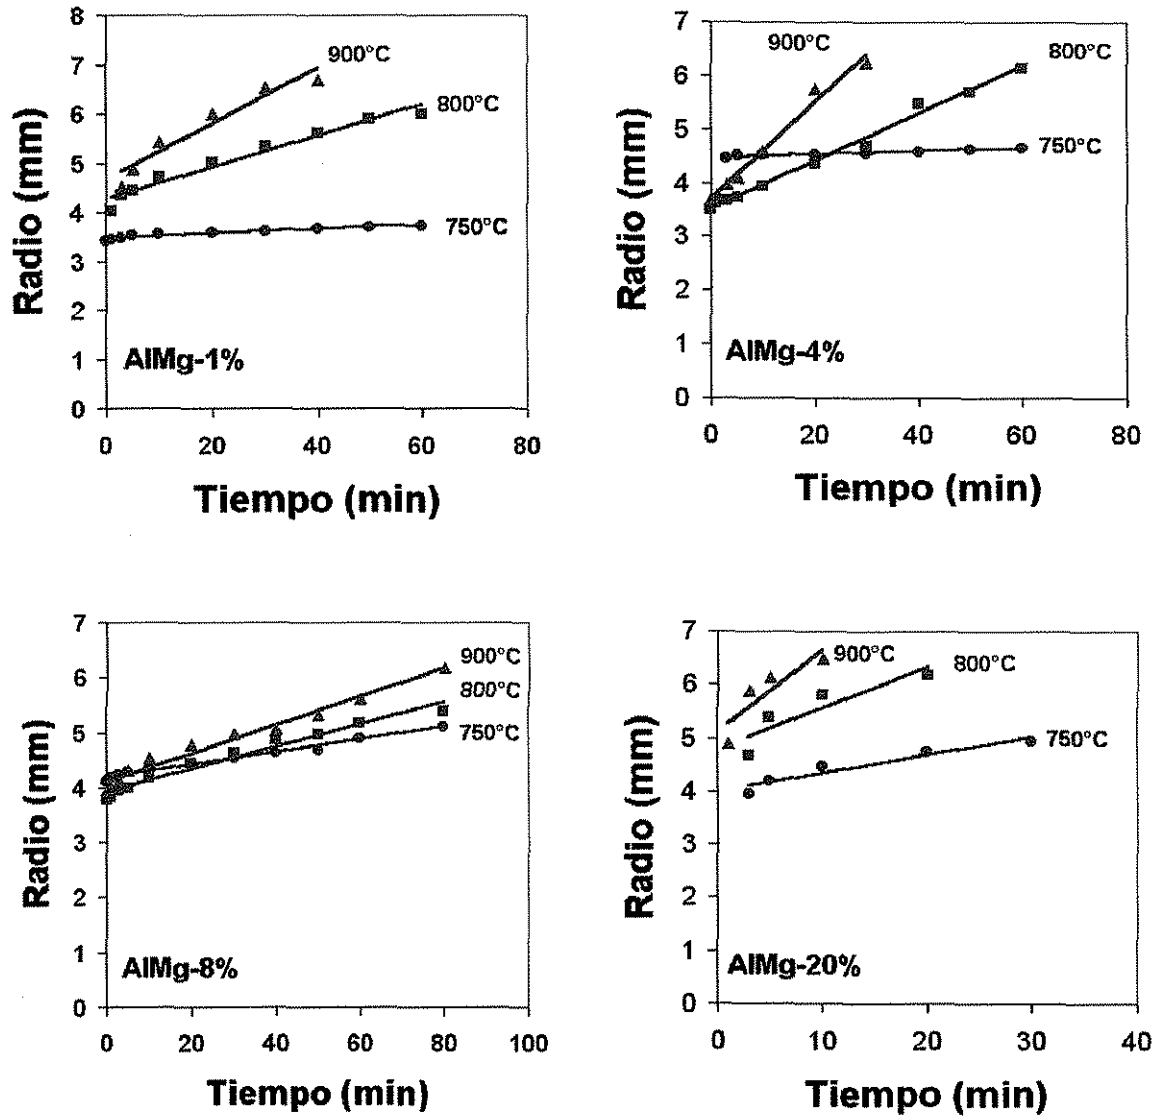 8
7
6
5
4
3
2
1
0
Radio (mm)
900°C
800°C
750°C
AlMg-1%
0 20 40 60 80
Tiempo (min)
7
6
5
4
3
2
1
0
Radio (mm)
900°C
800°C
750°C
AlMg-4%
0 20 40 60 80
Tiempo (min)
7
6
5
4
3
2
1
0
Radio (mm)
900°C
800°C
750°C
AlMg-8%
0 20 40 60 80 100
Tiempo (min)
7
6
5
4
3
2
1
0
Radio (mm)
900°C
800°C
750°C
AlMg-20%
0 10 20 30 40
Tiempo (min)